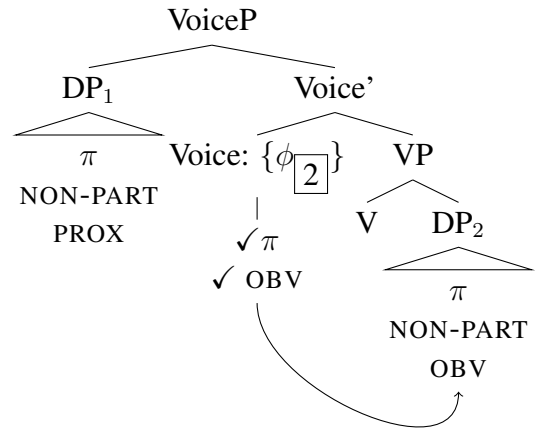 VoiceP
DP₁ Voice'
π Voice: {ϕ2} VP
NON-PART
PROX
✓π
✓ OBV
V DP₂
π
NON-PART
OBV